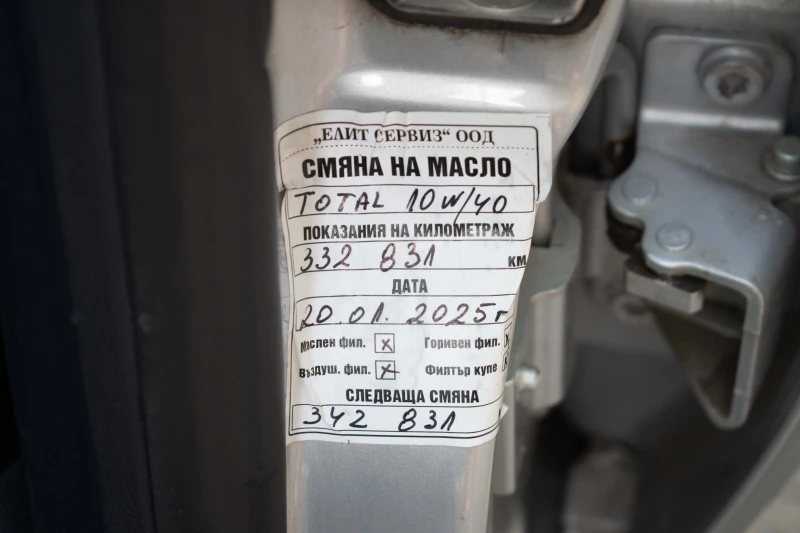 „ЕЛИТ СЕРВИЗ“ ООД
СМЯНА НА МАСЛО
TOTAL 10W/40
ПОКАЗАНИЯ НА КИЛОМЕТРАЖ
332 831 КМ
ДАТА
20.01.2025г
Маслен фил. x Горивен фил. x
Въздуш. фил. x Филтър купе x
СЛЕДВАЩА СМЯНА
342 831